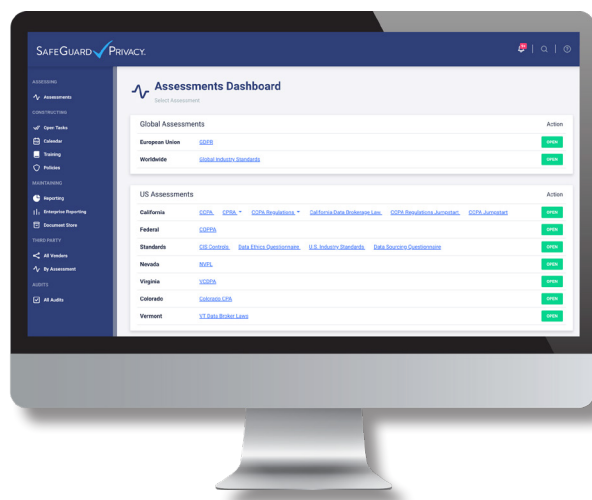 SAFEGUARD PRIVACY.
ASSESSING
Assessments
CONSTRUCTING
Open Tasks
Calendar
Training
Policies
MAINTAINING
Reporting
Enterprise Reporting
Document Store
THIRD PARTY
All Vendors
By Assessment
AUDITS
All Audits
Assessments Dashboard
Select Assessment
Global Assessments Action
European Union GDPR OPEN
Worldwide Global Industry Standards OPEN
US Assessments Action
California CCPA CPRA CCPA Regulations California Data Brokerage Law CCPA Regulations Jumpstart CCPA Jumpstart OPEN
Federal COPPA OPEN
Standards CIS Controls Data Ethics Questionnaire U.S. Industry Standards Data Sourcing Questionnaire OPEN
Nevada NVPL OPEN
Virginia VCDPA OPEN
Colorado Colorado CPA OPEN
Vermont VT Data Broker Laws OPEN